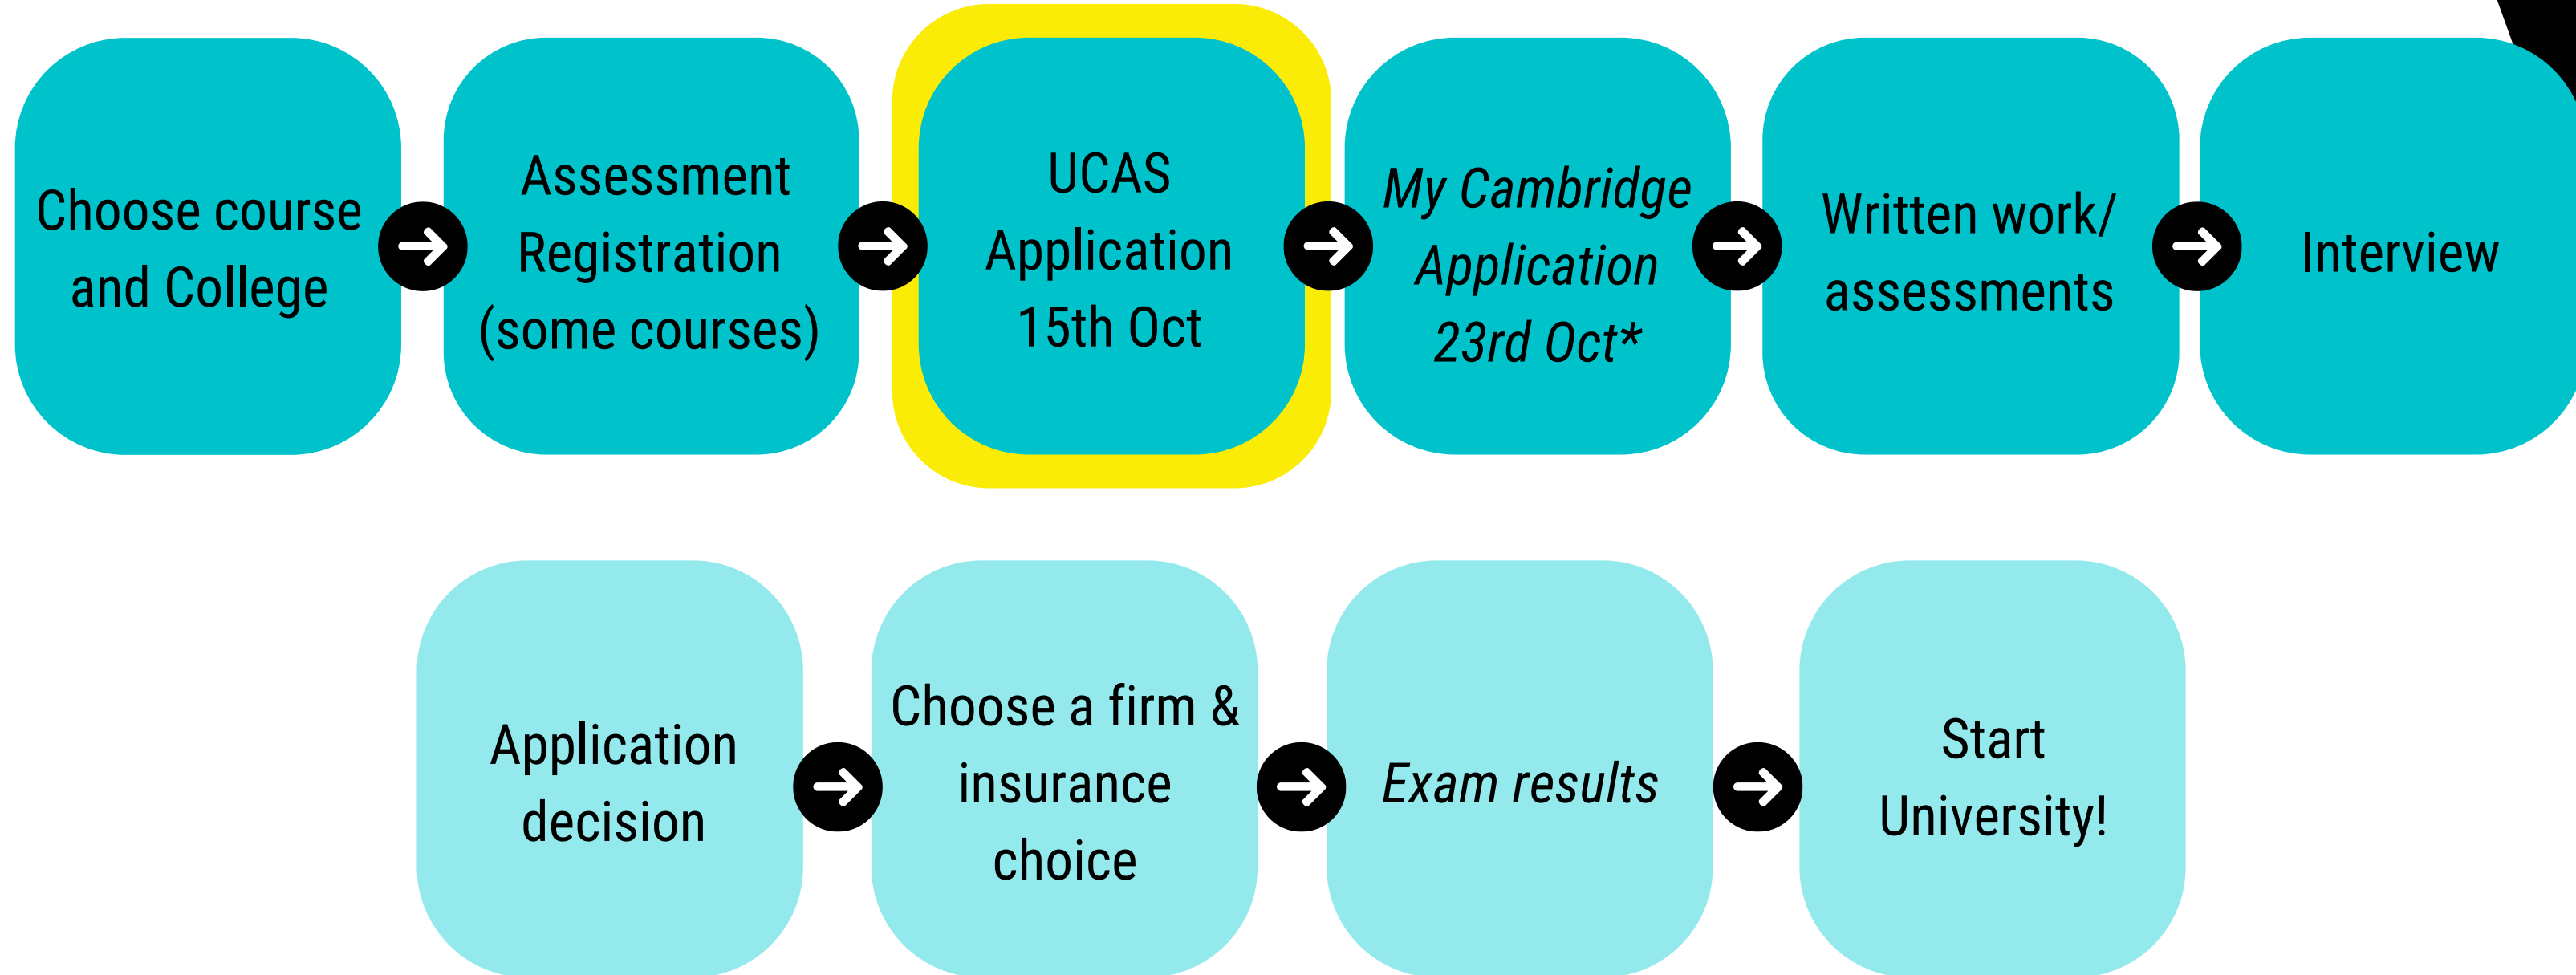 Choose course
and College
Assessment
Registration
(some courses)
UCAS
Application
15th Oct
My Cambridge
Application
23rd Oct*
Written work/
assessments
Interview
Application
decision
Choose a firm &
insurance
choice
Exam results
Start
University!